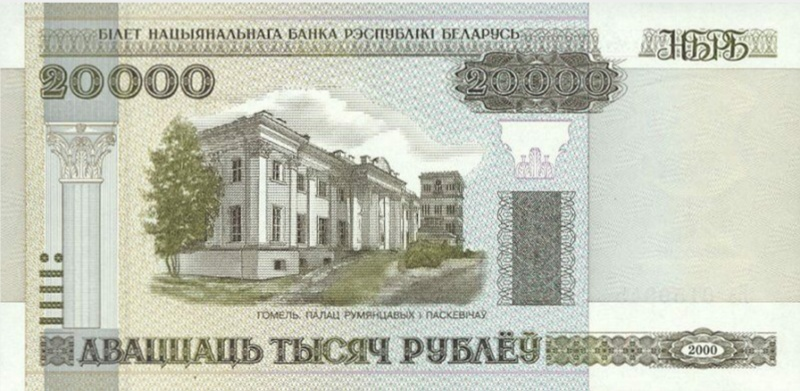 БІЛЕТ НАЦЫЯНАЛЬНАГА БАНКА РЭСПУБЛІКІ БЕЛАРУСЬ
НБРБ
20000
20000
ГОМЕЛЬ. ПАЛАЦ РУМЯНЦАВЫХ І ПАСКЕВІЧАЎ
ДВАЦЦАЦЬ ТЫСЯЧ РУБЛЁЎ
2000